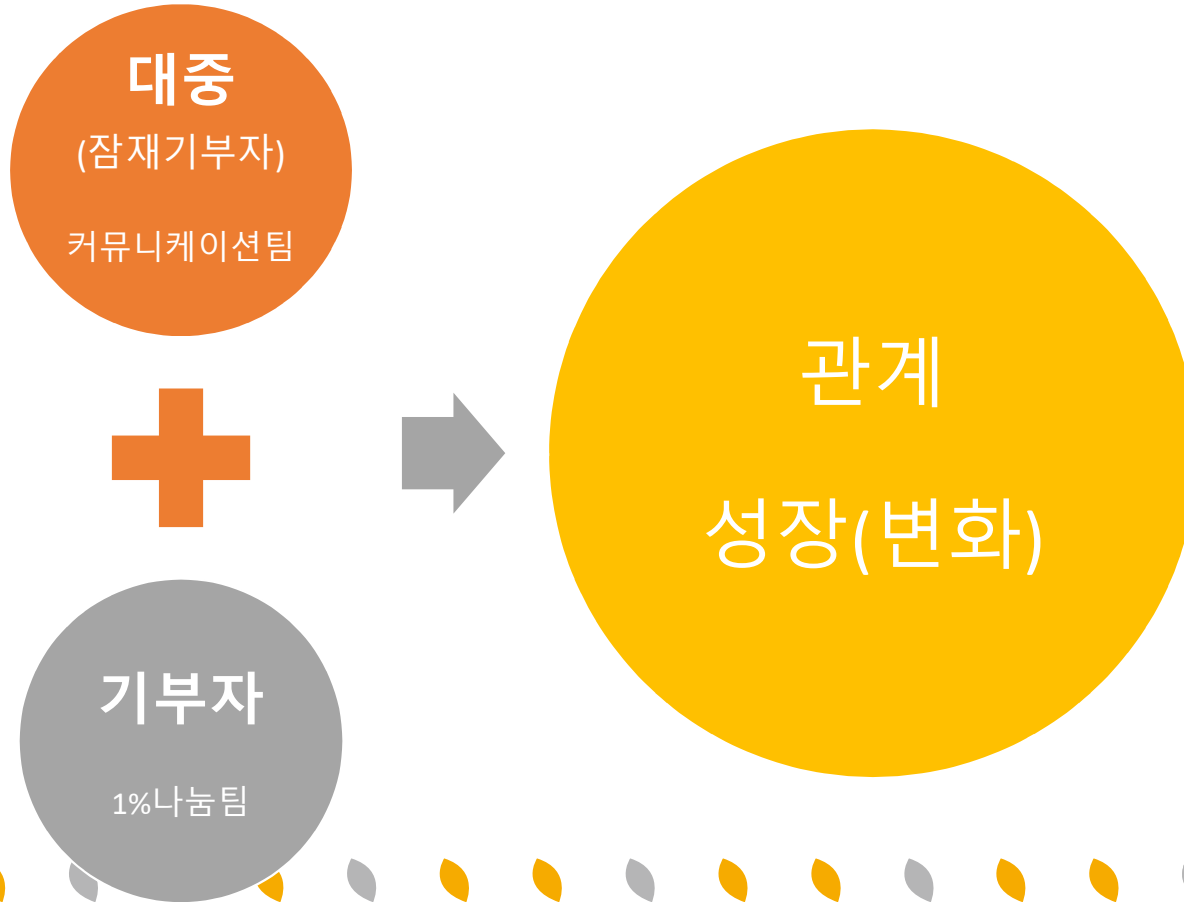 대중
(잠재기부자)
커뮤니케이션팀
관계
성장(변화)
기부자
1%나눔팀